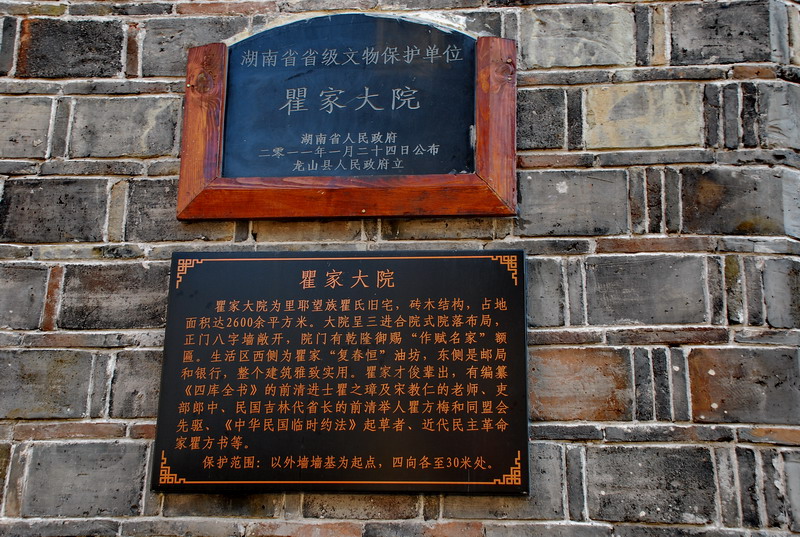 湖南省省级文物保护单位
瞿家大院
湖南省人民政府
二零一一年一月二十四日公布
龙山县人民政府立
瞿家大院
瞿家大院为里耶望族瞿氏旧宅，砖木结构，占地
面积达2600余平方米。大院呈三进合院式院落布局，
正门八字墙敞开，院门有乾隆御赐“作赋名家”额
匾。生活区西侧为瞿家“复春恒”油坊，东侧是邮局
和银行，整个建筑雅致实用。瞿家才俊辈出，有编纂
《四库全书》的前清进士瞿之璋及宋教仁的老师、吏
部郎中、民国吉林代省长的前清举人瞿方梅和同盟会
先驱、《中华民国临时约法》起草者、近代民主革命
家瞿方书等。
保护范围：以外墙墙基为起点，四向各至30米处。